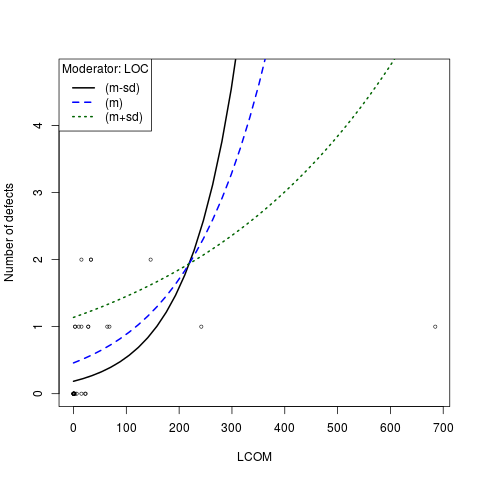 Moderator: LOC
(m-sd)
(m)
(m+sd)
Number of defects
4
3
2
1
0
0 100 200 300 400 500 600 700
LCOM